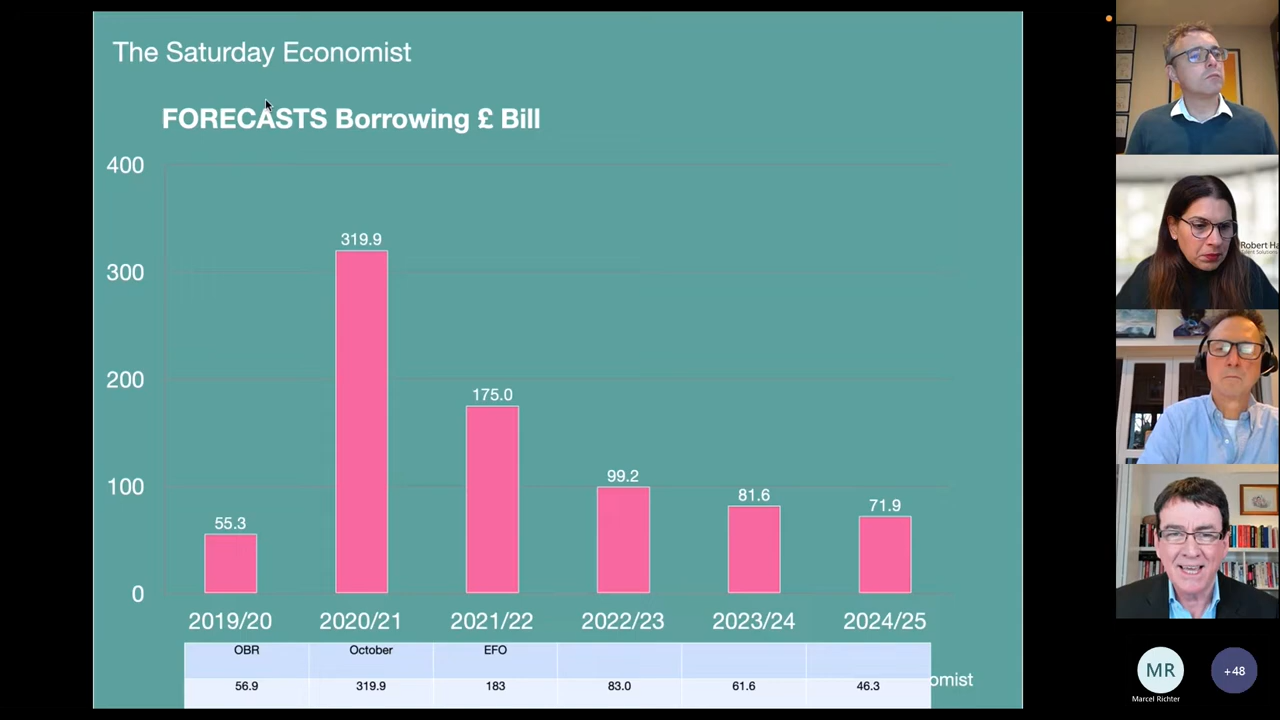 The Saturday Economist
FORECASTS Borrowing £ Bill
400
300
200
100
0
319.9
175.0
99.2
81.6
71.9
55.3
2019/20 2020/21 2021/22 2022/23 2023/24 2024/25
OBR October EFO
56.9 319.9 183 83.0 61.6 46.3
omist
Robert Ha
MR
+48
Marcel Richter